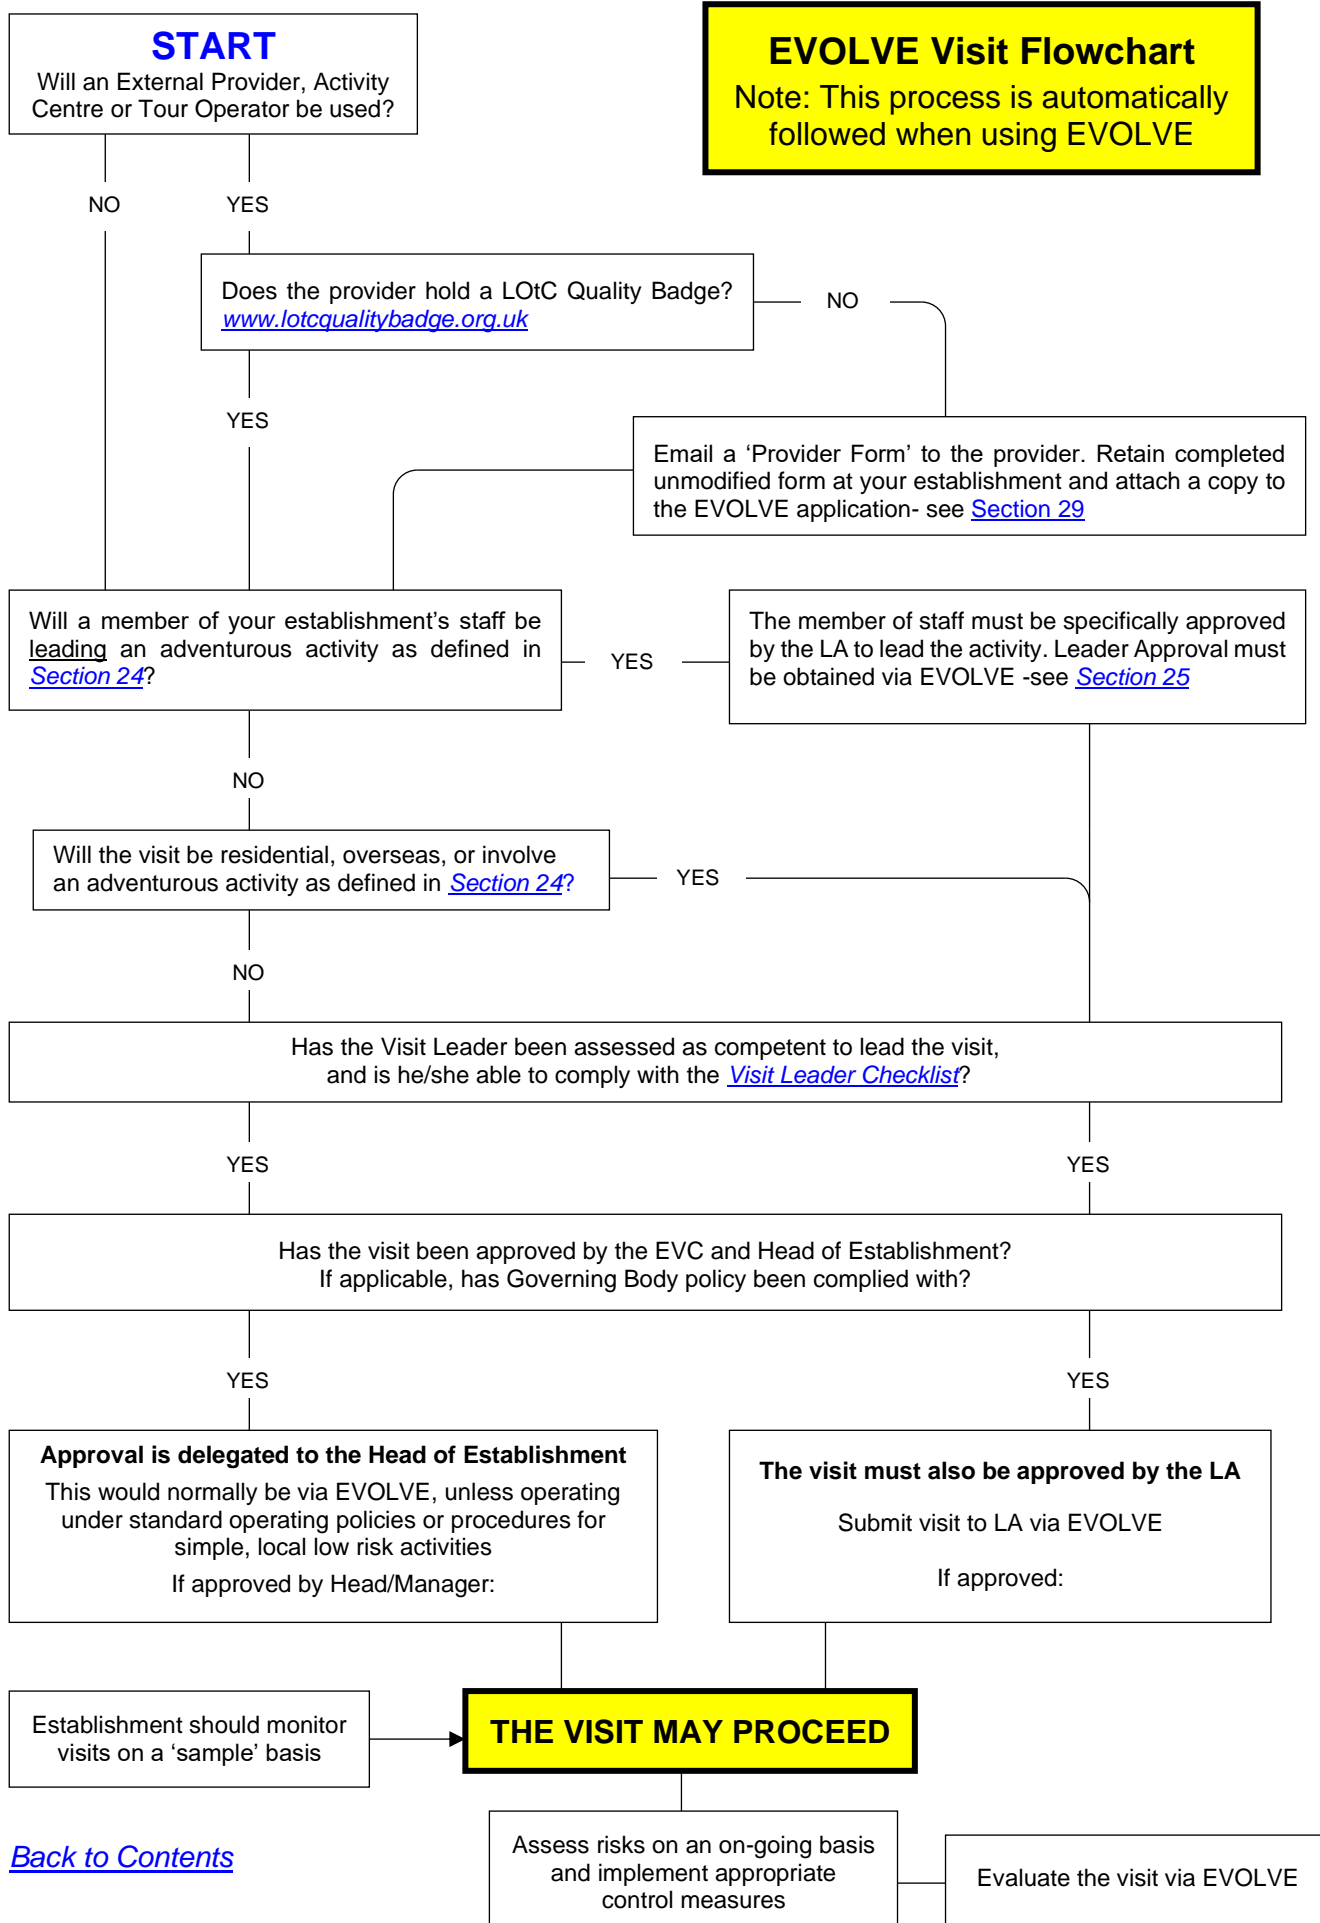 START
Will an External Provider, Activity
Centre or Tour Operator be used?
EVOLVE Visit Flowchart
Note: This process is automatically
followed when using EVOLVE
NO
YES
Does the provider hold a LOtC Quality Badge?
www.lotcqualitybadge.org.uk
NO
YES
Email a ‘Provider Form’ to the provider. Retain completed
unmodified form at your establishment and attach a copy to
the EVOLVE application- see Section 29
Will a member of your establishment’s staff be
leading an adventurous activity as defined in
Section 24?
YES
The member of staff must be specifically approved
by the LA to lead the activity. Leader Approval must
be obtained via EVOLVE -see Section 25
NO
Will the visit be residential, overseas, or involve
an adventurous activity as defined in Section 24?
YES
NO
Has the Visit Leader been assessed as competent to lead the visit,
and is he/she able to comply with the Visit Leader Checklist?
YES
YES
Has the visit been approved by the EVC and Head of Establishment?
If applicable, has Governing Body policy been complied with?
YES
YES
Approval is delegated to the Head of Establishment
This would normally be via EVOLVE, unless operating
under standard operating policies or procedures for
simple, local low risk activities
If approved by Head/Manager:
The visit must also be approved by the LA
Submit visit to LA via EVOLVE
If approved:
Establishment should monitor
visits on a ‘sample’ basis
THE VISIT MAY PROCEED
Back to Contents
Assess risks on an on-going basis
and implement appropriate
control measures
Evaluate the visit via EVOLVE